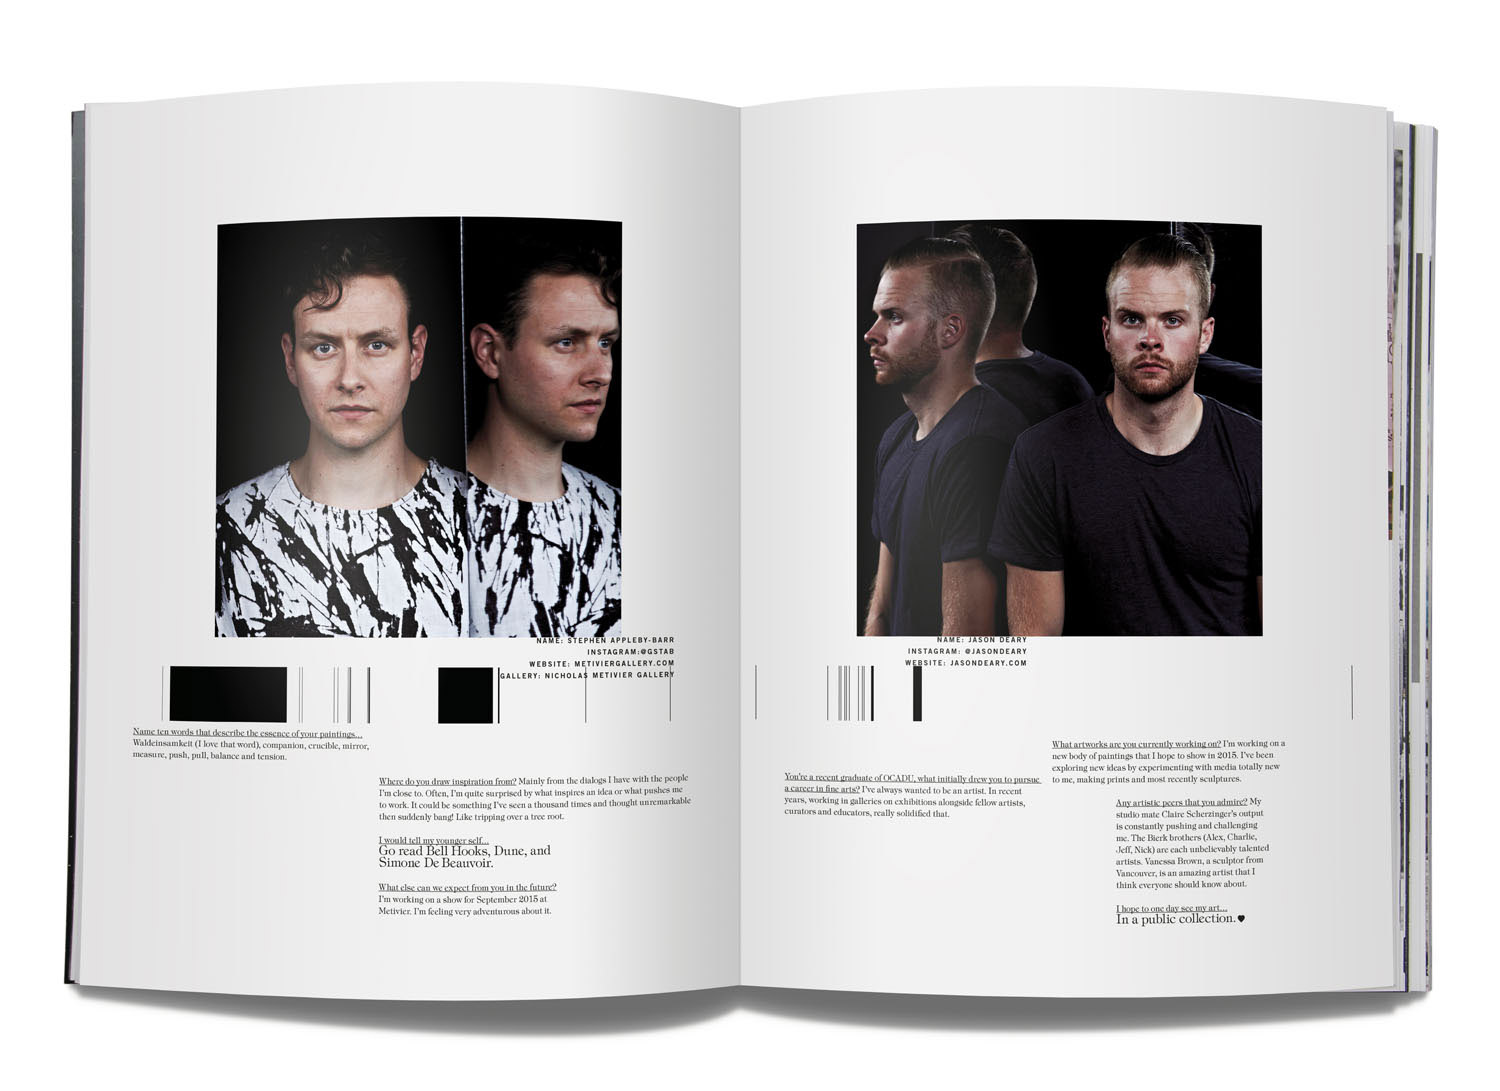 NAME: STEPHEN APPLEBY-BARR
INSTAGRAM:@GSTAB
WEBSITE: METIVIERGALLERY.COM
GALLERY: NICHOLAS METIVIER GALLERY
Name ten words that describe the essence of your paintings...
Waldeinsamkeit (I love that word), companion, crucible, mirror,
measure, push, pull, balance and tension.
Where do you draw inspiration from? Mainly from the dialogs I have with the people
I'm close to. Often, I'm quite surprised by what inspires an idea or what pushes me
to work. It could be something I've seen a thousand times and thought unremarkable
then suddenly bang! Like tripping over a tree root.
I would tell my younger self...
Go read Bell Hooks, Dune, and
Simone De Beauvoir.
What else can we expect from you in the future?
I'm working on a show for September 2015 at
Metivier. I'm feeling very adventurous about it.
NAME: JASON DEARY
INSTAGRAM: @JASONDEARY
WEBSITE: JASONDEARY.COM
You're a recent graduate of OCADU, what initially drew you to pursue
a career in fine arts? I've always wanted to be an artist. In recent
years, working in galleries on exhibitions alongside fellow artists,
curators and educators, really solidified that.
What artworks are you currently working on? I'm working on a
new body of paintings that I hope to show in 2015. I've been
exploring new ideas by experimenting with media totally new
to me, making prints and most recently sculptures.
Any artistic peers that you admire? My
studio mate Claire Scherzinger's output
is constantly pushing and challenging
me. The Bierk brothers (Alex, Charlie,
Jeff, Nick) are each unbelievably talented
artists. Vanessa Brown, a sculptor from
Vancouver, is an amazing artist that I
think everyone should know about.
I hope to one day see my art...
In a public collection.♥